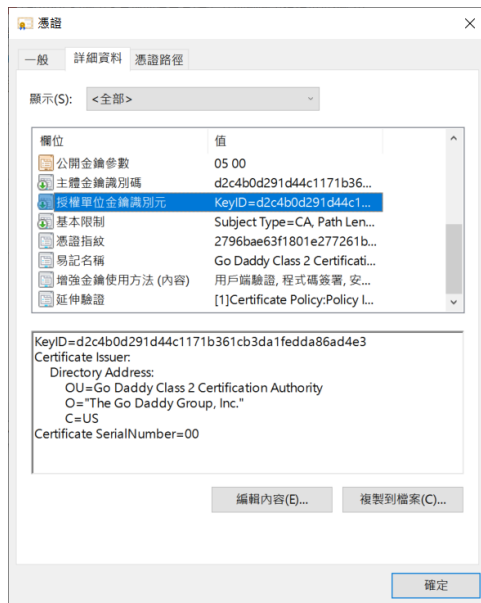 憑證
一般 詳細資料 憑證路徑
顯示(S): <全部>
欄位 值
公開金鑰參數 05 00
主體金鑰識別碼 d2c4b0d291d44c1171b36...
授權單位金鑰識別元 KeyID=d2c4b0d291d44c1...
基本限制 Subject Type=CA, Path Len...
憑證指紋 2796bae63f1801e277261b...
易記名稱 Go Daddy Class 2 Certificati...
增強金鑰使用方法 (內容) 用戶端驗證, 程式碼簽署, 安...
延伸驗證 [1]Certificate Policy:Policy I...
KeyID=d2c4b0d291d44c1171b361cb3da1fedda86ad4e3
Certificate Issuer:
Directory Address:
OU=Go Daddy Class 2 Certification Authority
O="The Go Daddy Group, Inc."
C=US
Certificate SerialNumber=00
編輯內容(E)... 複製到檔案(C)...
確定